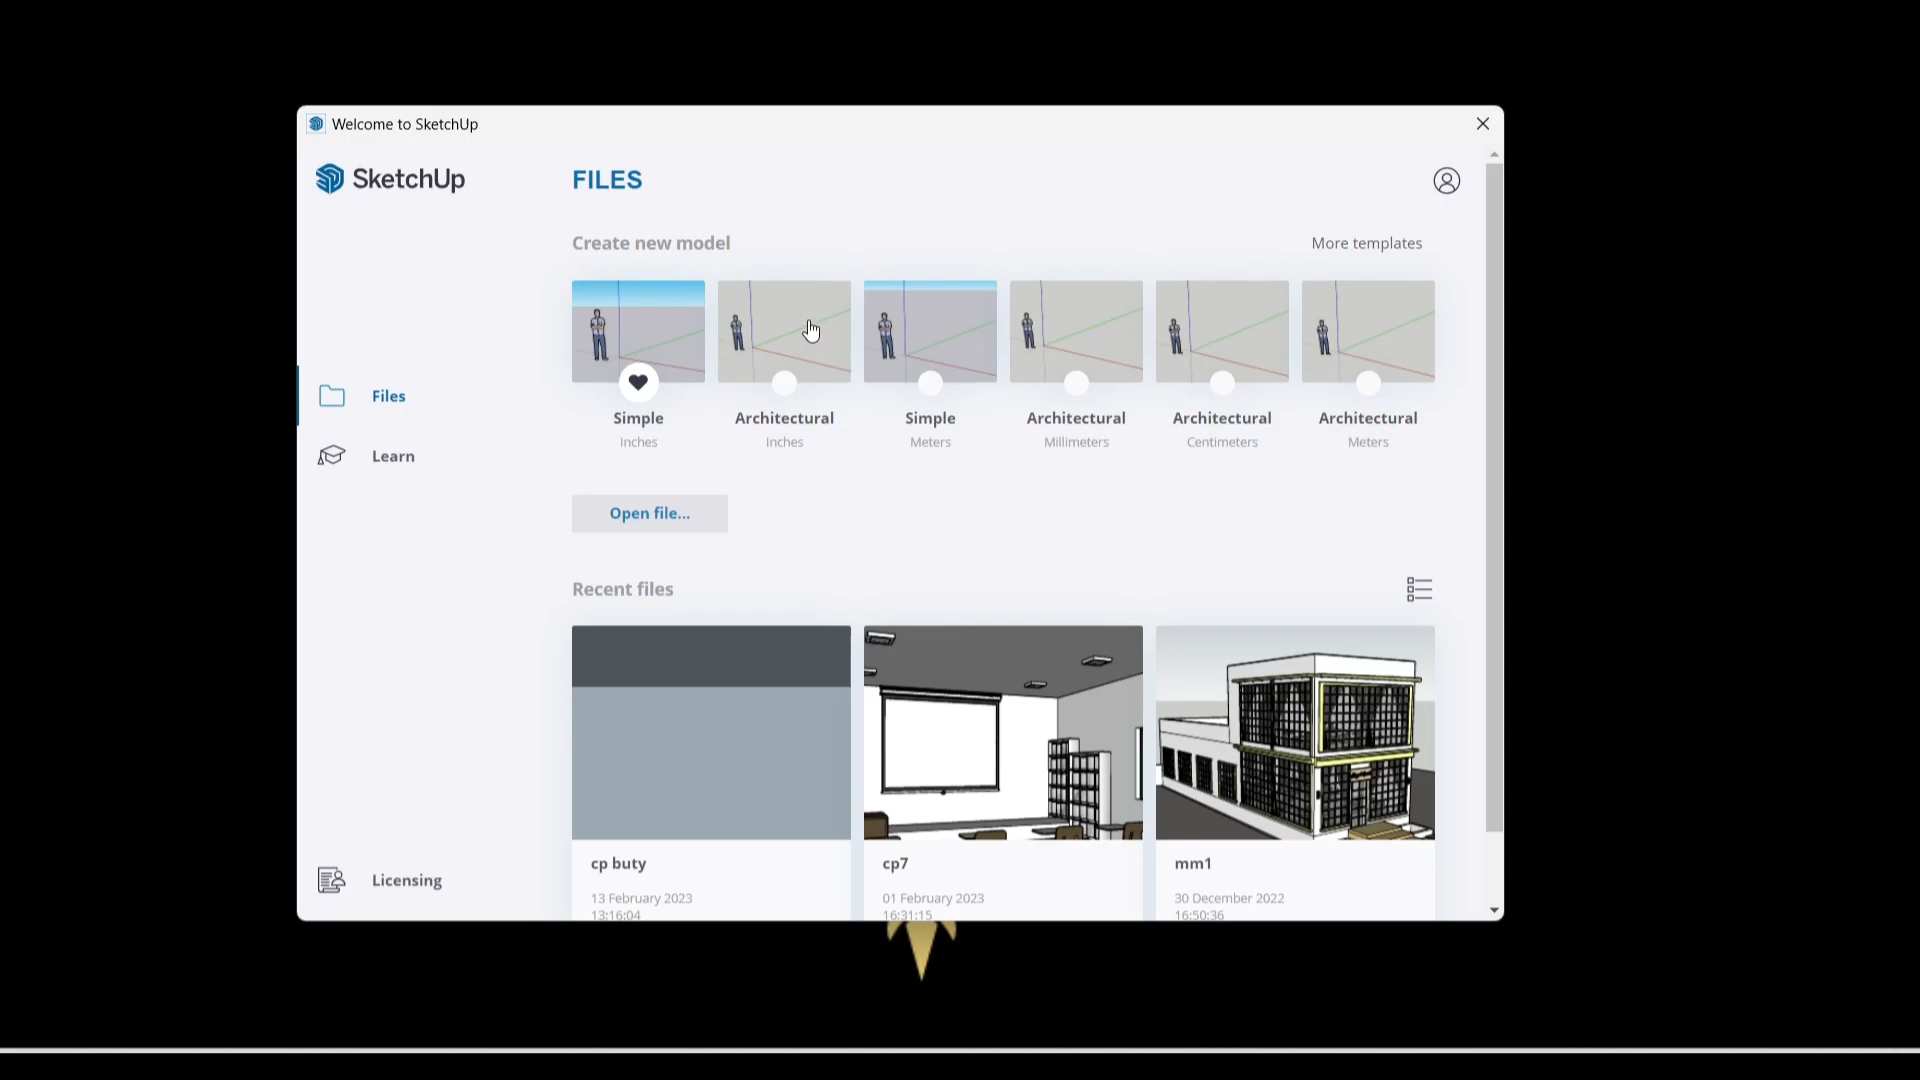 Welcome to SketchUp
SketchUp
FILES
Create new model
More templates
Simple
Inches
Architectural
Inches
Simple
Meters
Architectural
Millimeters
Architectural
Centimeters
Architectural
Meters
Files
Learn
Open file...
Recent files
cp buty
13 February 2023
13:16:04
cp7
01 February 2023
16:31:15
mm1
30 December 2022
16:50:36
Licensing